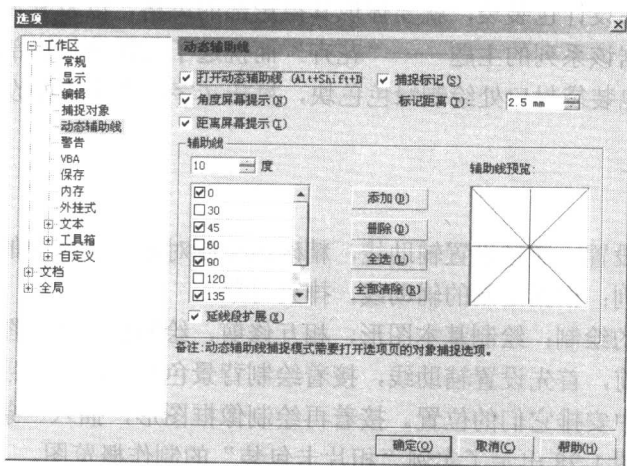 选项
工作区
常规
显示
编辑
捕捉对象
动态辅助线
警告
VBA
保存
内存
外挂式
文本
工具箱
自定义
文档
全局
动态辅助线
打开动态辅助线 (Alt+Shift+D
捕捉标记(S)
角度屏幕提示(N)
标记距离(T): 2.5 mm
距离屏幕提示(I)
辅助线
10 度
辅助线预览:
0
30
45
60
90
120
135
添加(D)
删除(D)
全选(L)
全部清除(R)
延线段扩展(X)
备注:动态辅助线捕捉模式需要打开选项页的对象捕捉选项。
确定(O)
取消(C)
帮助(H)